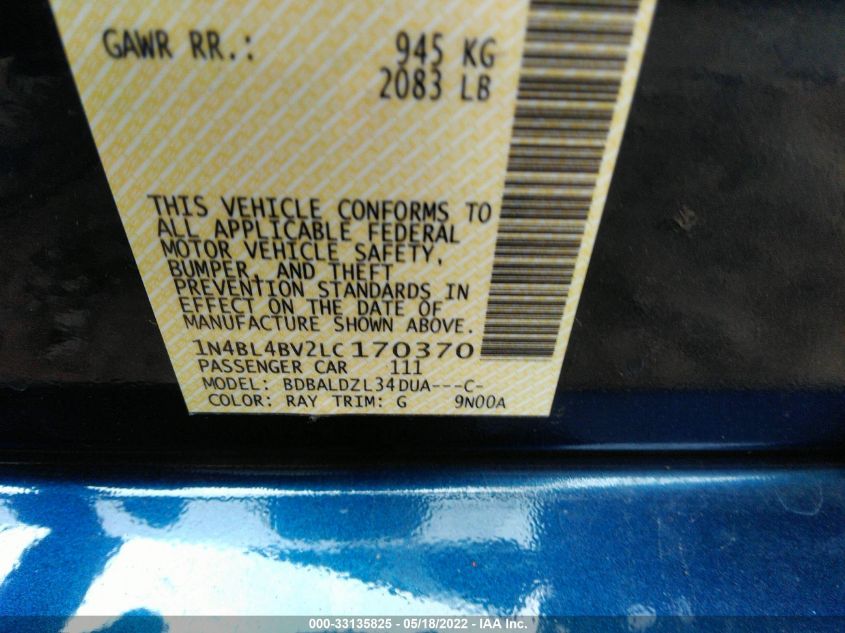 GAWR RR.: 945 KG
2083 LB
THIS VEHICLE CONFORMS TO
ALL APPLICABLE FEDERAL
MOTOR VEHICLE SAFETY,
BUMPER, AND THEFT
PREVENTION STANDARDS IN
EFFECT ON THE DATE OF
MANUFACTURE SHOWN ABOVE.
1N4BL4BV2LC170370
PASSENGER CAR 111
MODEL: BDBALDZL34DUA---C-
COLOR: RAY TRIM: G 9N00A
000-33135825 - 05/18/2022 - IAA Inc.